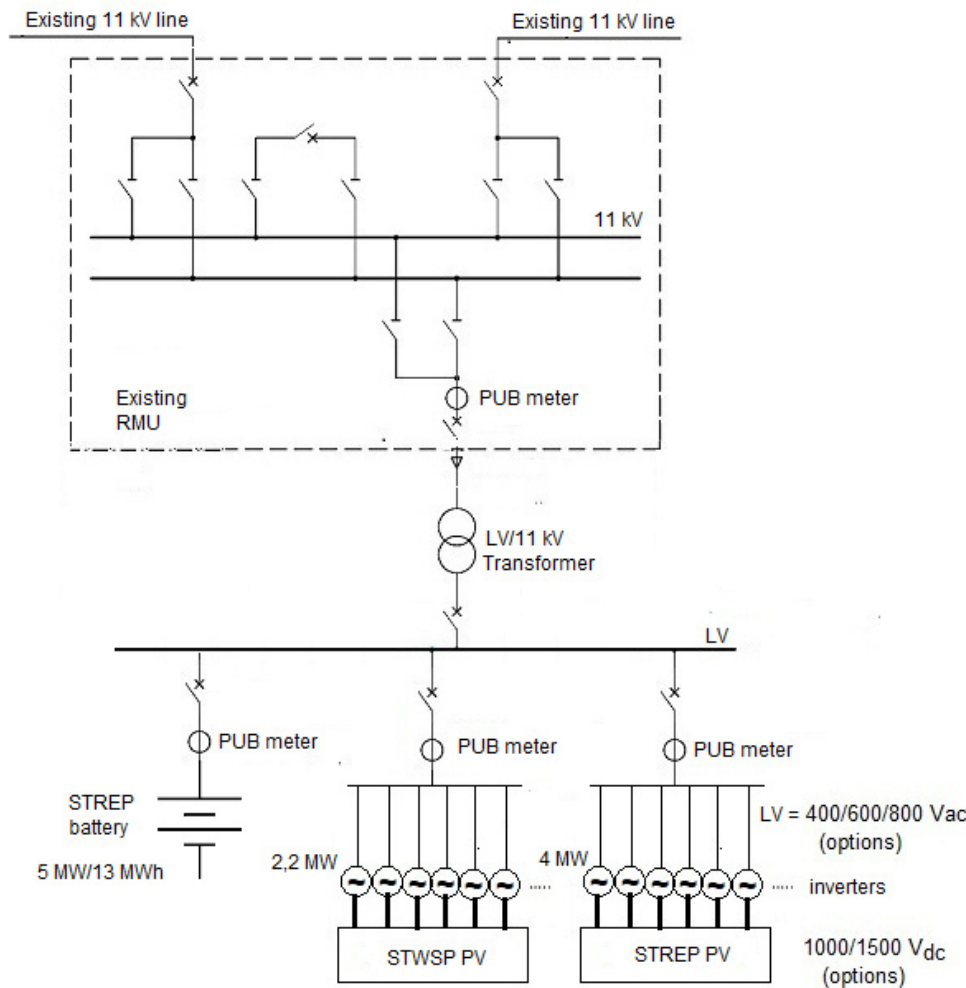 Existing 11 kV line
Existing 11 kV line
11 kV
Existing
RMU
PUB meter
LV/11 kV
Transformer
LV
PUB meter
PUB meter
PUB meter
STREP
battery
5 MW/13 MWh
2,2 MW
4 MW
LV = 400/600/800 Vac
(options)
..... inverters
.....
STWSP PV
STREP PV
1000/1500 Vdc
(options)